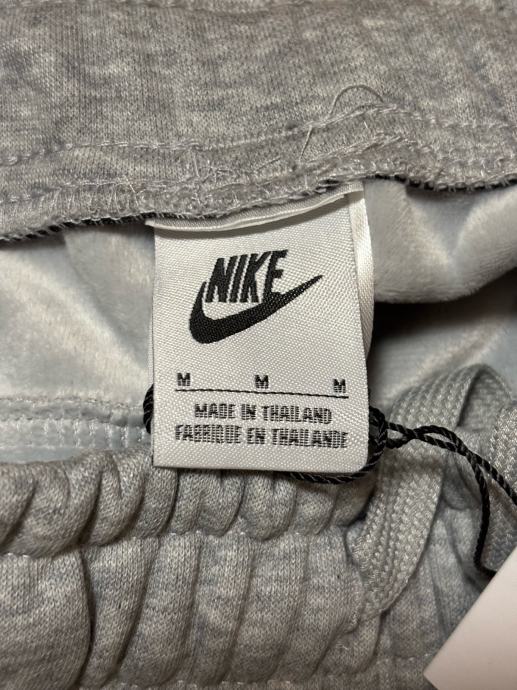 NIKE
M M M
MADE IN THAILAND
FABRIQUE EN THAILANDE